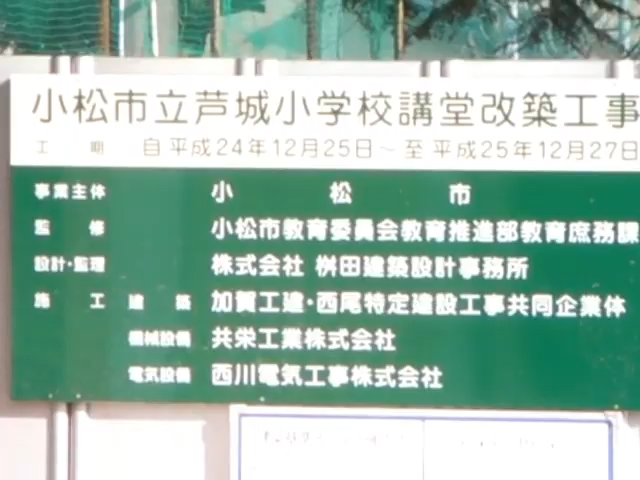 小松市立芦城小学校講堂改築工事
工期 自平成24年12月25日~至平成25年12月27日
事業主体 小松市
監修 小松市教育委員会教育推進部教育庶務課
設計・監理 株式会社 桝田建築設計事務所
施工 建築 加賀工建・西尾特定建設工事共同企業体
機械設備 共栄工業株式会社
電気設備 西川電気工事株式会社